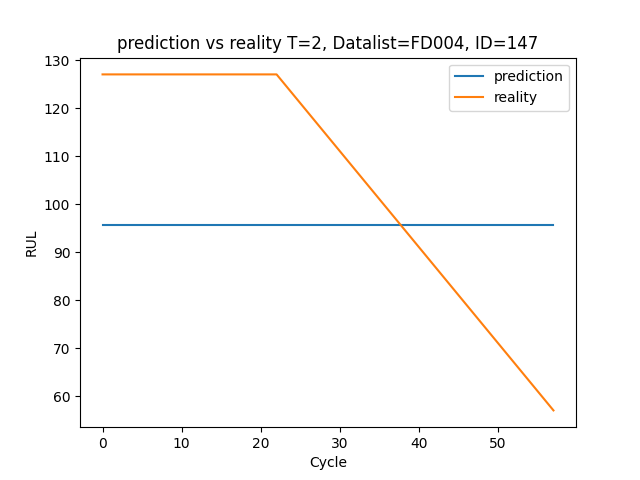 prediction vs reality T=2, Datalist=FD004, ID=147
prediction
reality
130
120
110
100
90
80
70
60
RUL
0 10 20 30 40 50
Cycle